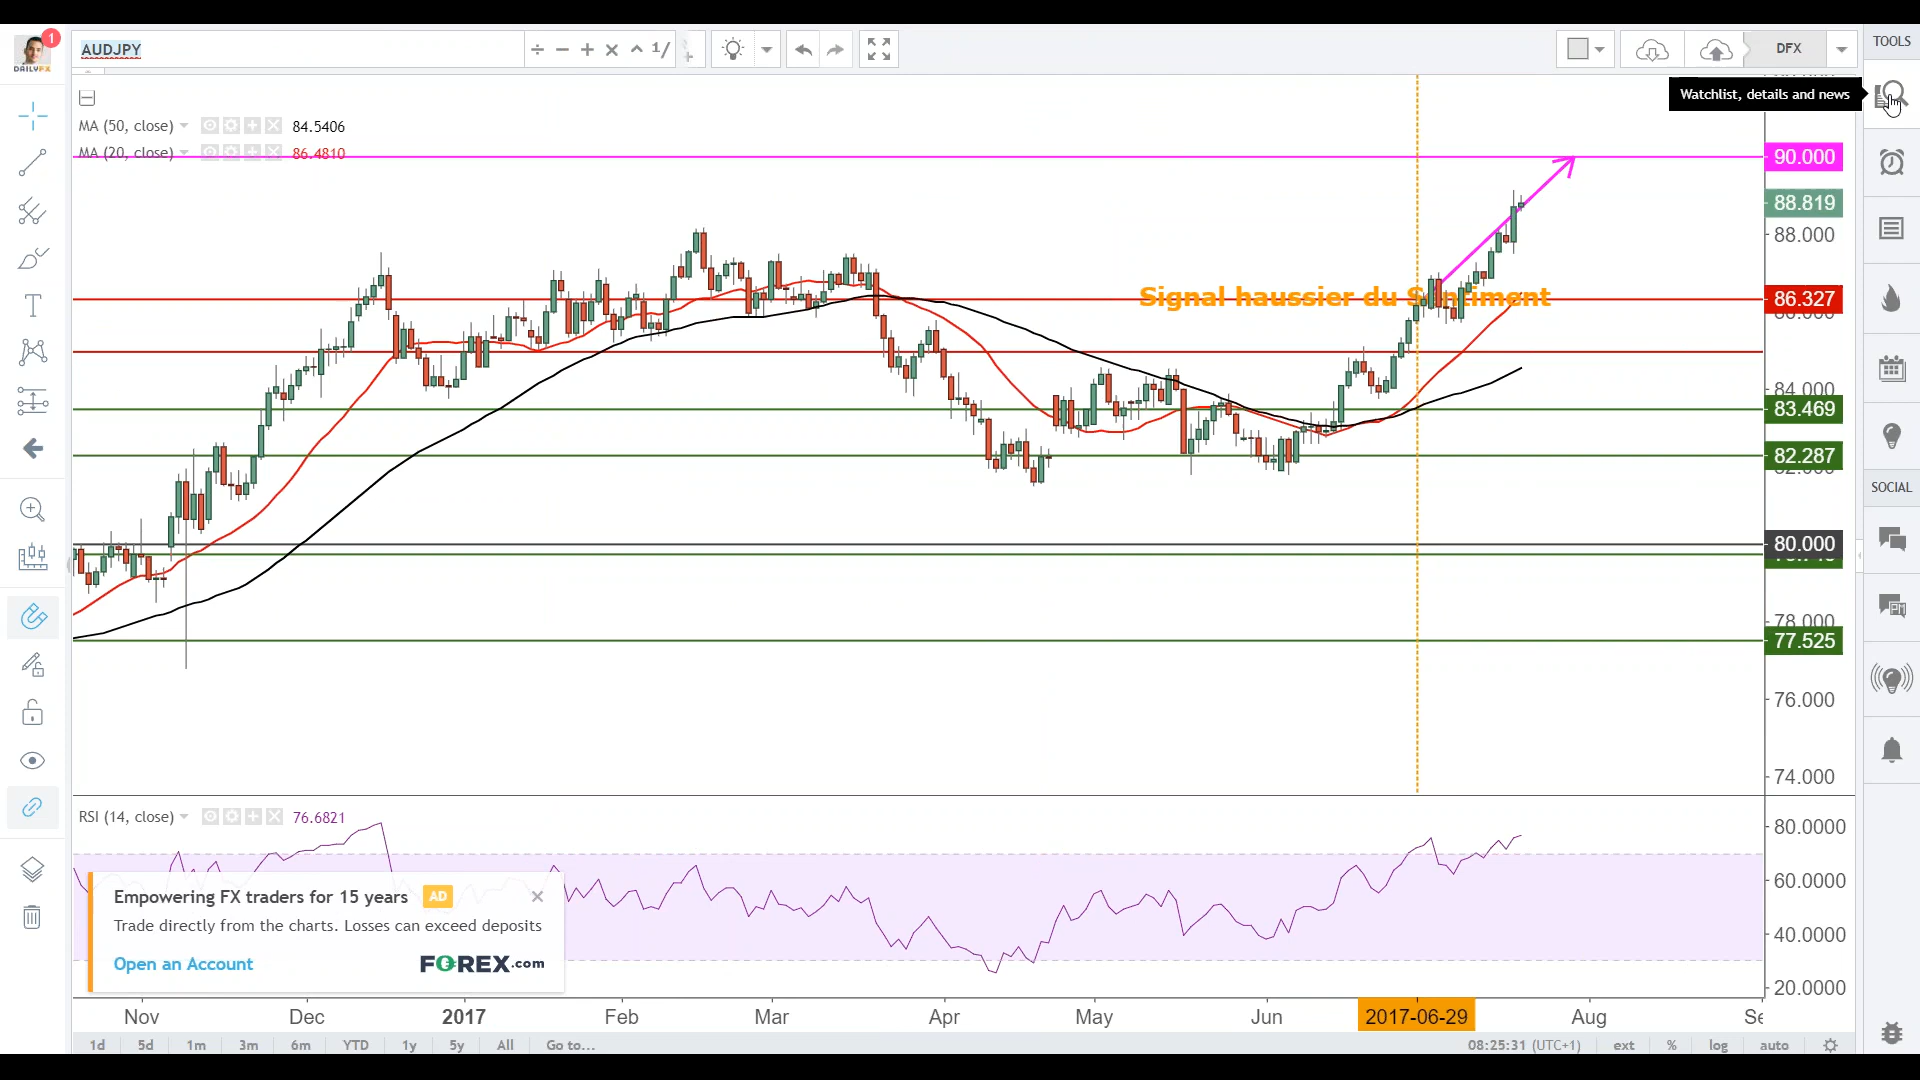 1
DAILYFX
AUDJPY
DFX
TOOLS
Watchlist, details and news
MA (50, close) 84.5406
MA (20, close) 86.4810
90.000
88.819
88.000
Signal haussier du Sentiment
86.327
86.000
84.000
83.469
82.287
82.000
80.000
78.000
77.525
76.000
74.000
SOCIAL
RSI (14, close) 76.6821
80.0000
60.0000
40.0000
20.0000
Empowering FX traders for 15 years AD
Trade directly from the charts. Losses can exceed deposits
Open an Account
FOREX.com
Nov Dec 2017 Feb Mar Apr May Jun 2017-06-29 Aug
1d 5d 1m 3m 6m YTD 1y 5y All Go to... 08:25:31 (UTC+1) ext % log auto